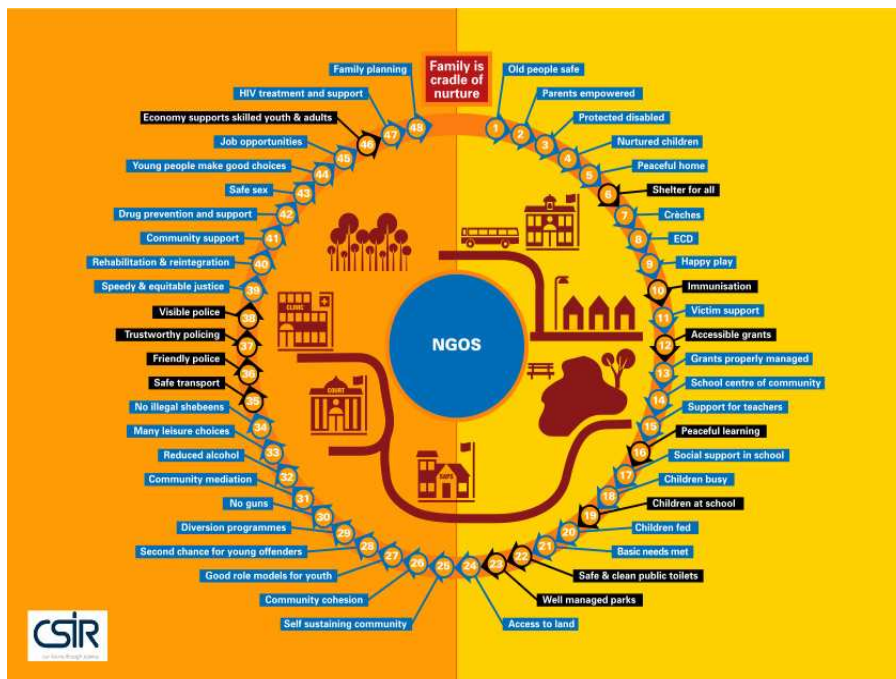 Family is
cradle of
nurture
1 Old people safe
2 Parents empowered
3 Protected disabled
4 Nurtured children
5 Peaceful home
6 Shelter for all
7 Crèches
8 ECD
9 Happy play
10 Immunisation
11 Victim support
12 Accessible grants
13 Grants properly managed
14 School centre of community
15 Support for teachers
16 Peaceful learning
17 Social support in school
18 Children busy
19 Children at school
20 Children fed
21 Basic needs met
22 Safe & clean public toilets
23 Well managed parks
24 Access to land
25 Self sustaining community
26 Community cohesion
27 Good role models for youth
28 Second chance for young offenders
29 Diversion programmes
30 No guns
31 Community mediation
32 Reduced alcohol
33 Many leisure choices
34 No illegal shebeens
35 Safe transport
36 Friendly police
37 Trustworthy policing
38 Visible police
39 Speedy & equitable justice
40 Rehabilitation & reintegration
41 Community support
42 Drug prevention and support
43 Safe sex
44 Young people make good choices
45 Job opportunities
46 Economy supports skilled youth & adults
47 HIV treatment and support
48 Family planning
NGOS
CLINIC
COURT
SAPS
CSIR
our future through science